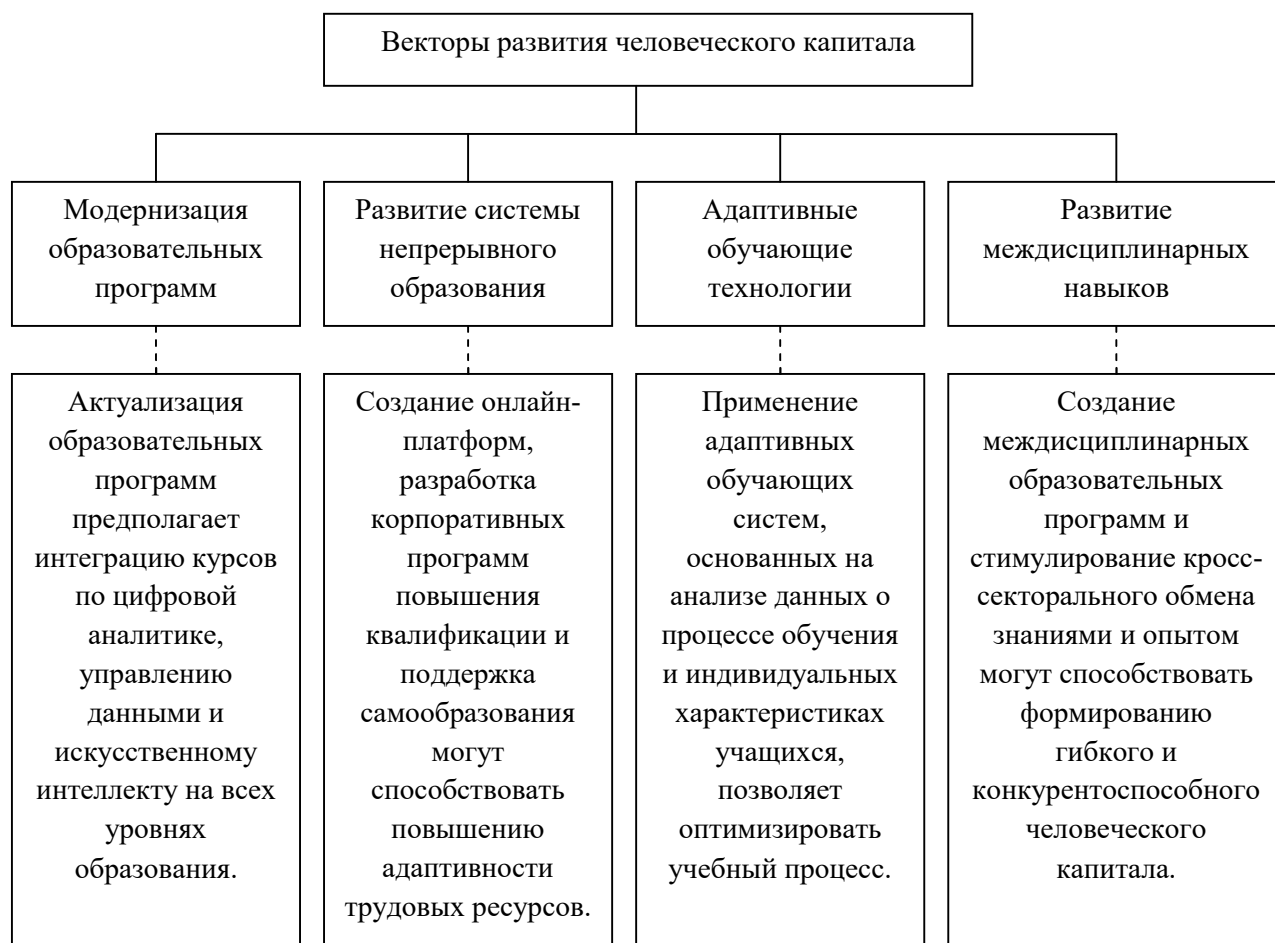 Векторы развития человеческого капитала
Модернизация
образовательных
программ
Развитие системы
непрерывного
образования
Адаптивные
обучающие
технологии
Развитие
междисциплинарных
навыков
Актуализация
образовательных
программ
предполагает
интеграцию курсов
по цифровой
аналитике,
управлению
данными и
искусственному
интеллекту на всех
уровнях
образования.
Создание онлайн-
платформ,
разработка
корпоративных
программ
повышения
квалификации и
поддержка
самообразования
могут
способствовать
повышению
адаптивности
трудовых ресурсов.
Применение
адаптивных
обучающих
систем,
основанных на
анализе данных о
процессе обучения
и индивидуальных
характеристиках
учащихся,
позволяет
оптимизировать
учебный процесс.
Создание
междисциплинарных
образовательных
программ и
стимулирование кросс-
секторального обмена
знаниями и опытом
могут способствовать
формированию
гибкого и
конкурентоспособного
человеческого
капитала.